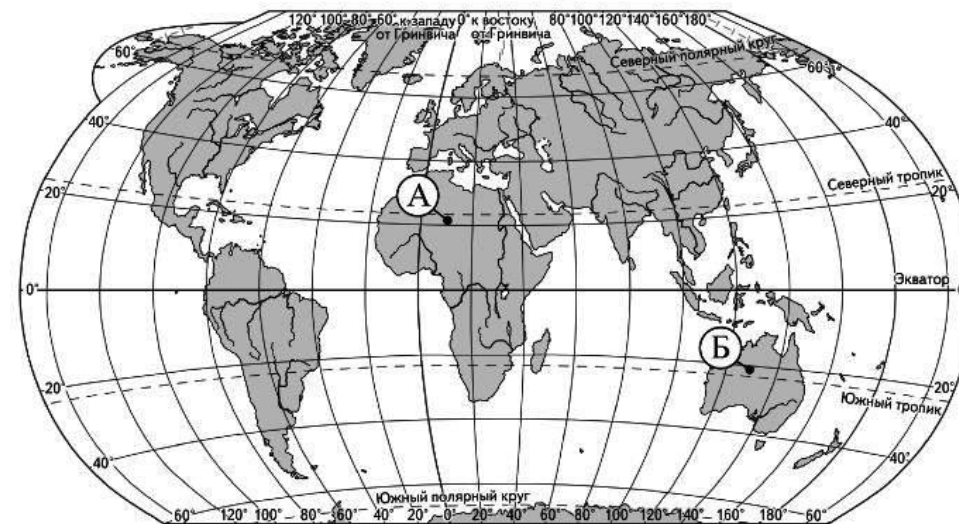 120° 100° 80° 60° к западу 0° к востоку 80° 100° 120° 140° 160° 180°
от Гринвича от Гринвича
60° Северный полярный круг 60°
40° 40°
А
Северный тропик
20° 20°
Экватор
0° 0°
Б
20° 20°
Южный тропик
40° 40°
Южный полярный круг
60° 120° 100° 80° 60° 40° 20° 0° 20° 40° 60° 80° 100° 120° 140° 160° 180° 60°